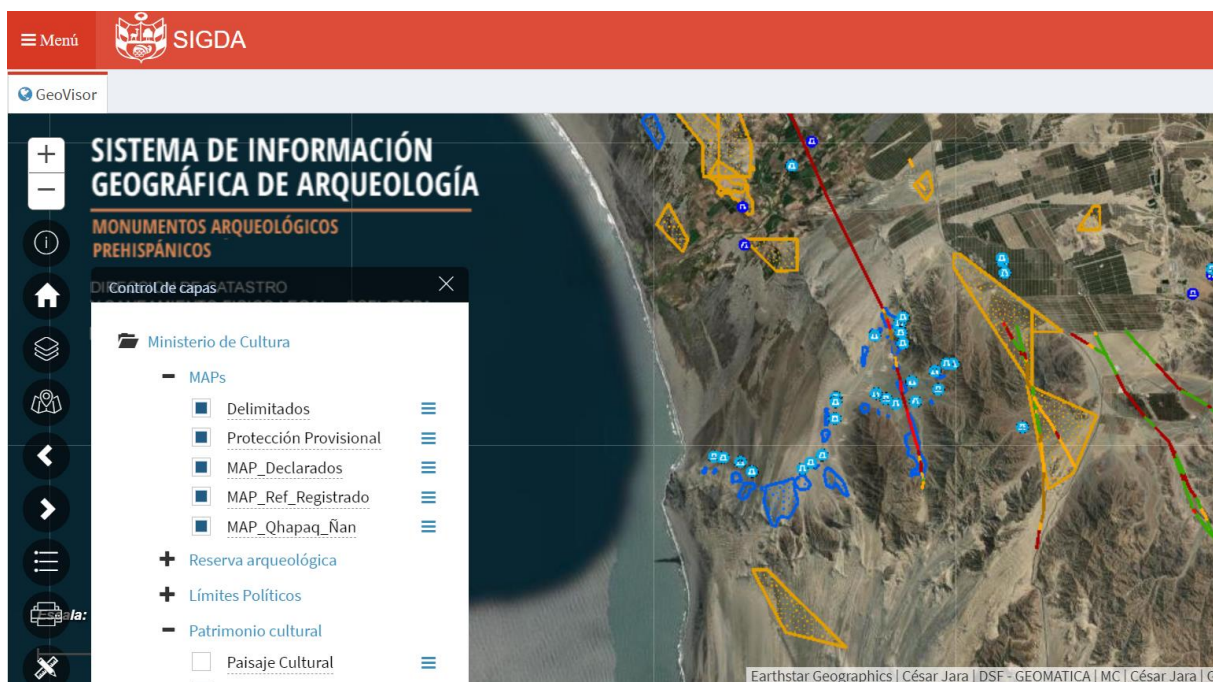 Menú
SIGDA
GeoVisor
SISTEMA DE INFORMACIÓN
GEOGRÁFICA DE ARQUEOLOGÍA
MONUMENTOS ARQUEOLÓGICOS
PREHISPÁNICOS
Control de capas
Ministerio de Cultura
MAPs
Delimitados
Protección Provisional
MAP_Declarados
MAP_Ref_Registrado
MAP_Qhapaq_Ñan
Reserva arqueológica
Límites Políticos
Patrimonio cultural
Paisaje Cultural
Escala:
Earthstar Geographics | César Jara | DSF - GEOMATICA | MC | César Jara | G